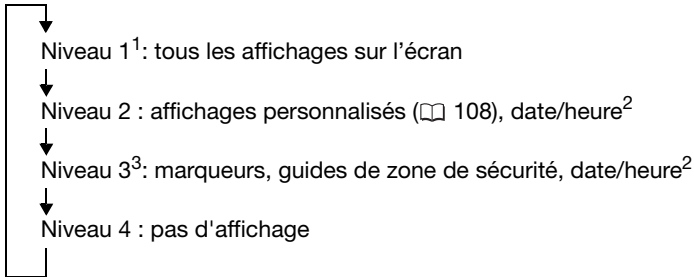 Niveau 1¹: tous les affichages sur l’écran
Niveau 2 : affichages personnalisés (📖 108), date/heure²
Niveau 3³: marqueurs, guides de zone de sécurité, date/heure²
Niveau 4 : pas d'affichage